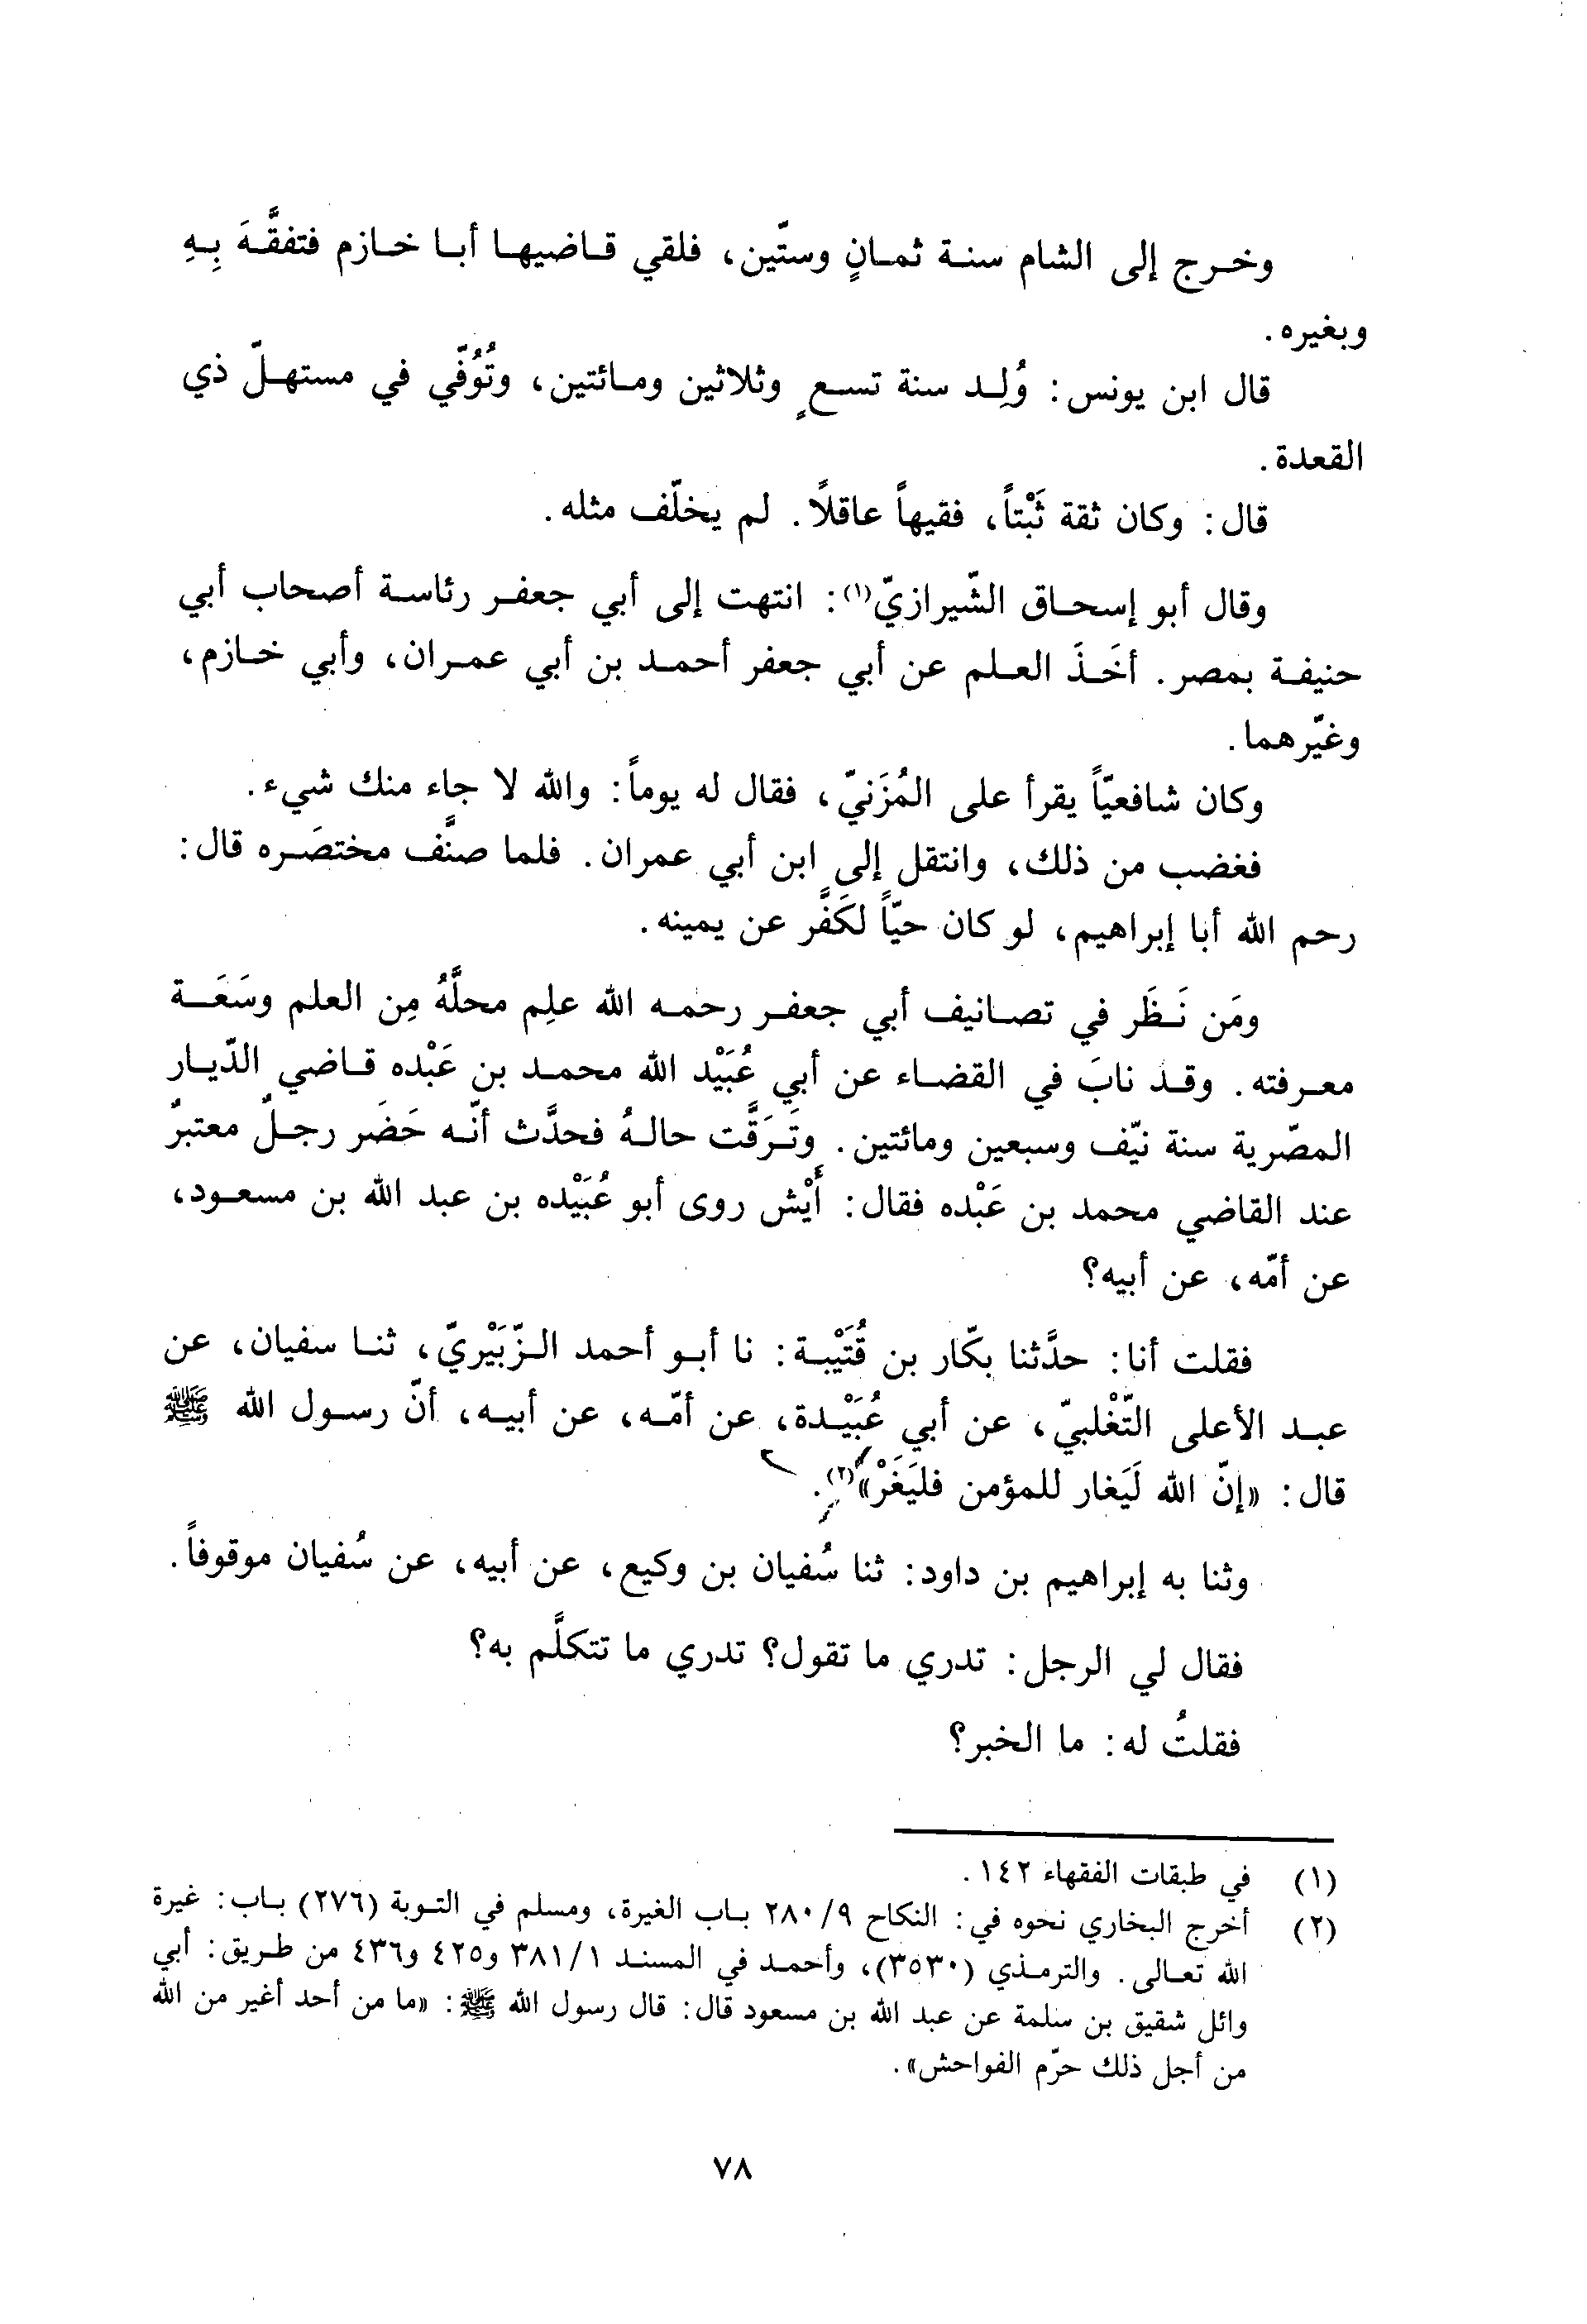 وخرج إلى الشام سنة ثمانٍ وستّين، فلقي قاضيها أبا خازم فتفقَّهَ بِهِ
وبغيره.
قال ابن يونس: وُلِد سنة تسعٍ وثلاثين ومائتين، وتُوُفّي في مستهلّ ذي
القعدة.
قال: وكان ثقة ثَبْتاً، فقيهاً عاقلاً. لم يخلّف مثله.
وقال أبو إسحاق الشّيرازيّ(١): انتهت إلى أبي جعفر رئاسة أصحاب أبي
حنيفة بمصر. أخَذَ العلم عن أبي جعفر أحمد بن أبي عمران، وأبي خازم،
وغيّرهما.
وكان شافعيّاً يقرأ على المُزَنيّ، فقال له يوماً: والله لا جاء منك شيء.
فغضب من ذلك، وانتقل إلى ابن أبي عمران. فلما صنَّف مختصَره قال:
رحم الله أبا إبراهيم، لو كان حيّاً لكَفَّر عن يمينه.
ومَن نَظَر في تصانيف أبي جعفر رحمه الله علِم محلَّهُ مِن العلم وسَعَة
معرفته. وقد نابَ في القضاء عن أبي عُبَيْد الله محمد بن عَبْده قاضي الدّيار
المصّرية سنة نيّف وسبعين ومائتين. وتَرَقَّت حالهُ فحدَّث أنّه حَضَر رجلٌ معتبرٌ
عند القاضي محمد بن عَبْده فقال: أَيْش روى أبو عُبَيْده بن عبد الله بن مسعود،
عن أمّه، عن أبيه؟
فقلت أنا: حدَّثنا بكّار بن قُتَيْبة: نا أبو أحمد الزّبَيْريّ، ثنا سفيان، عن
عبد الأعلى التّغْلبيّ، عن أبي عُبَيْدة، عن أمّه، عن أبيه، أنّ رسول الله ﷺ
قال: «إنّ الله لَيَغار للمؤمن فليَغَرْ»(٢).
وثنا به إبراهيم بن داود: ثنا سُفيان بن وكيع، عن أبيه، عن سُفيان موقوفاً.
فقال لي الرجل: تدري ما تقول؟ تدري ما تتكلَّم به؟
فقلتُ له: ما الخبر؟
(١) في طبقات الفقهاء ١٤٢.
(٢) أخرج البخاري نحوه في: النكاح ٢٨٠/٩ باب الغيرة، ومسلم في التوبة (٢٧٦) باب: غيرة
الله تعالى. والترمذي (٣٥٣٠)، وأحمد في المسند ٣٨١/١ و٤٢٥ و٤٣٦ من طريق: أبي
وائل شقيق بن سلمة عن عبد الله بن مسعود قال: قال رسول الله ﷺ: «ما من أحد أغير من الله
من أجل ذلك حرّم الفواحش».
٧٨